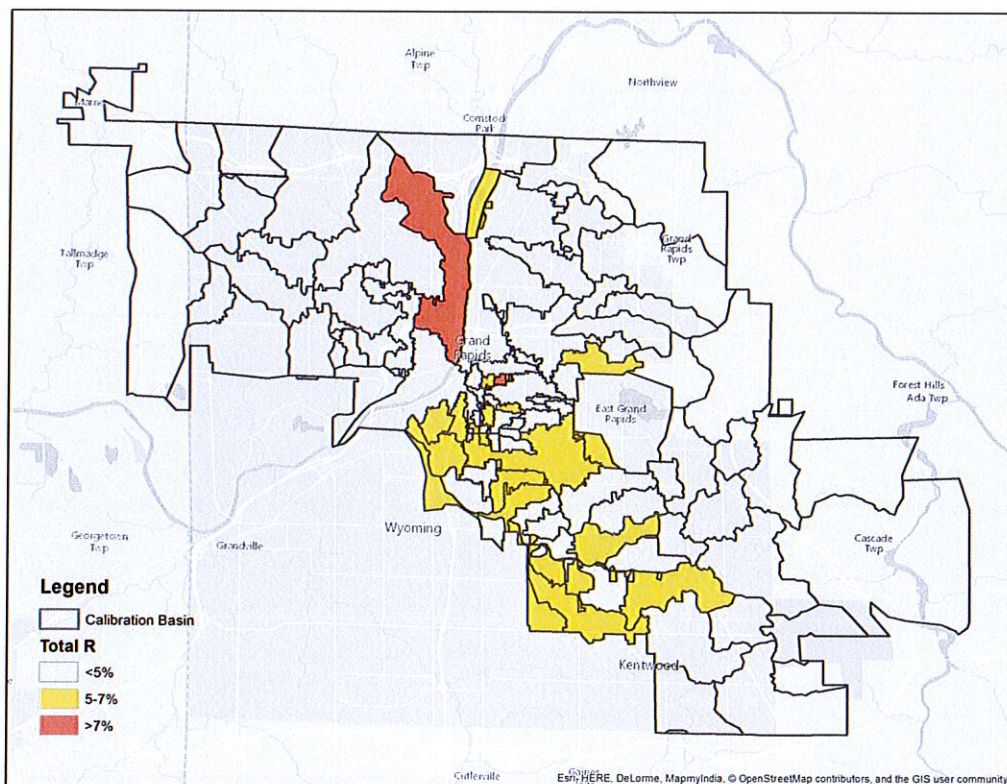 Alpine
Twp
Northview
Marne
Comstock
Park
Tallmadge
Twp
Grand
Rapids
Twp
Grand
Rapids
Forest Hills
Ada Twp
East Grand
Rapids
Wyoming
Georgetown
Twp
Grandville
Cascade
Twp
Legend
Calibration Basin
Total R
<5%
5-7%
>7%
Kentwood
Cutlerville
Gaines
Esri, HERE, DeLorme, MapmyIndia, © OpenStreetMap contributors, and the GIS user community